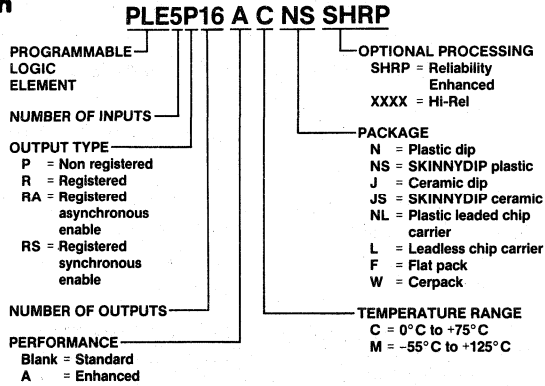 n
PLE5P16 A C NS SHRP
PROGRAMMABLE
LOGIC
ELEMENT
NUMBER OF INPUTS
OUTPUT TYPE
P = Non registered
R = Registered
RA = Registered
asynchronous
enable
RS = Registered
synchronous
enable
NUMBER OF OUTPUTS
PERFORMANCE
Blank = Standard
A = Enhanced
OPTIONAL PROCESSING
SHRP = Reliability
Enhanced
XXXX = Hi-Rel
PACKAGE
N = Plastic dip
NS = SKINNYDIP plastic
J = Ceramic dip
JS = SKINNYDIP ceramic
NL = Plastic leaded chip
carrier
L = Leadless chip carrier
F = Flat pack
W = Cerpack
TEMPERATURE RANGE
C = 0°C to +75°C
M = -55°C to +125°C